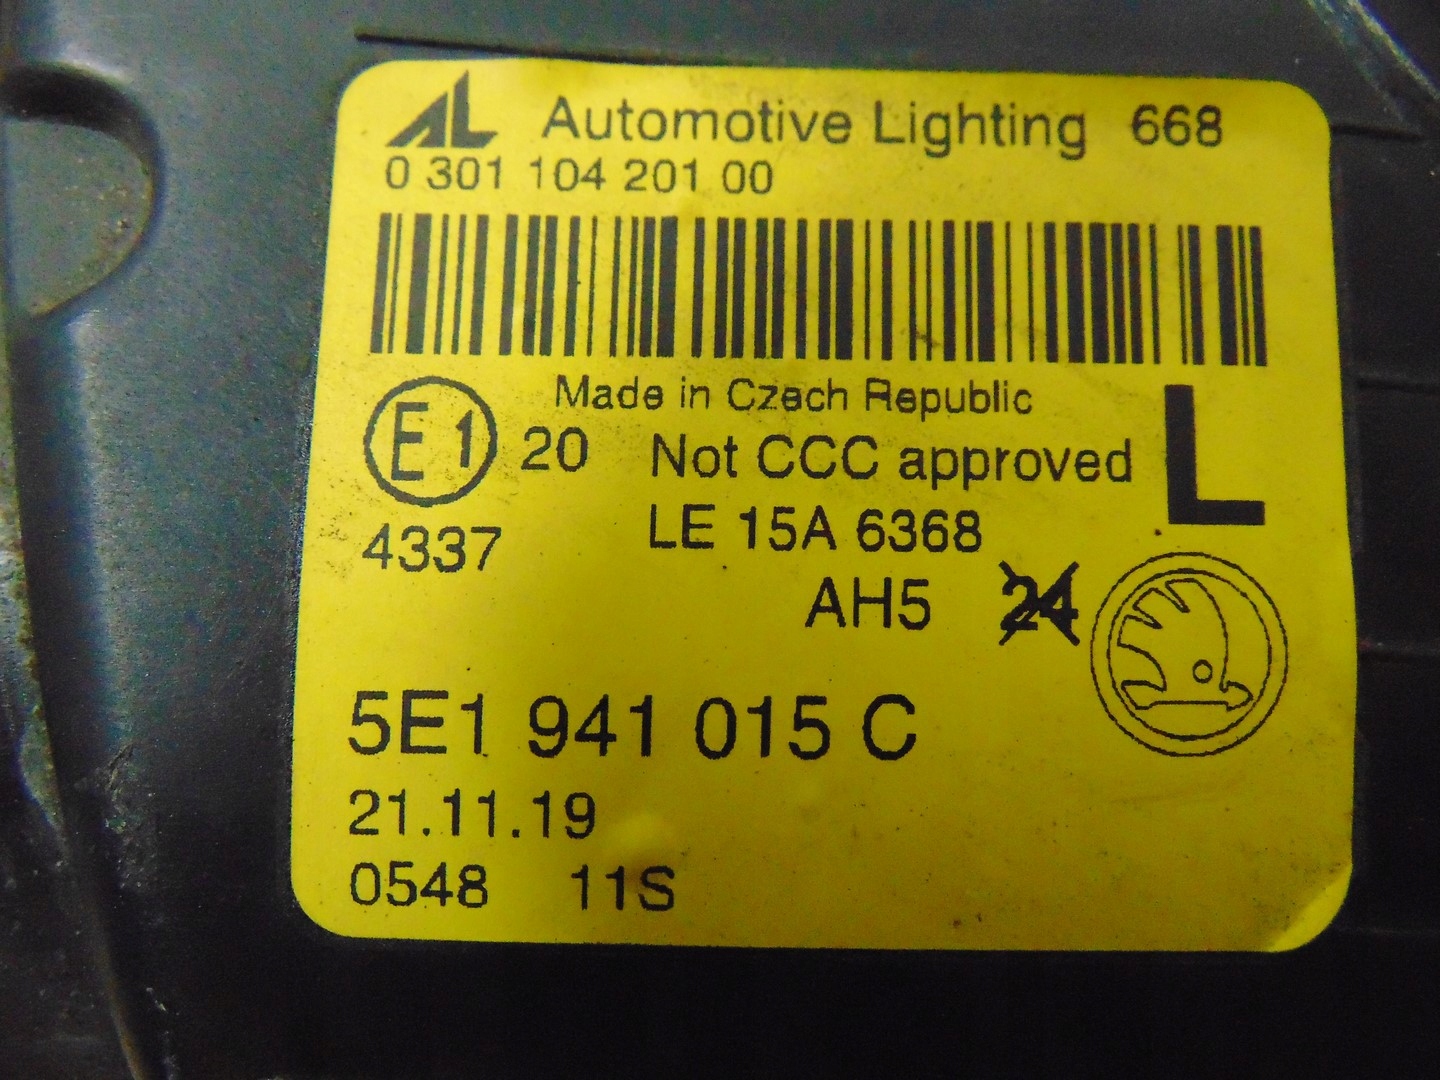 AL Automotive Lighting 668
0 301 104 201 00
Made in Czech Republic
E1 20 Not CCC approved L
4337 LE 15A 6368
AH5 24
5E1 941 015 C
21.11.19
0548 11S